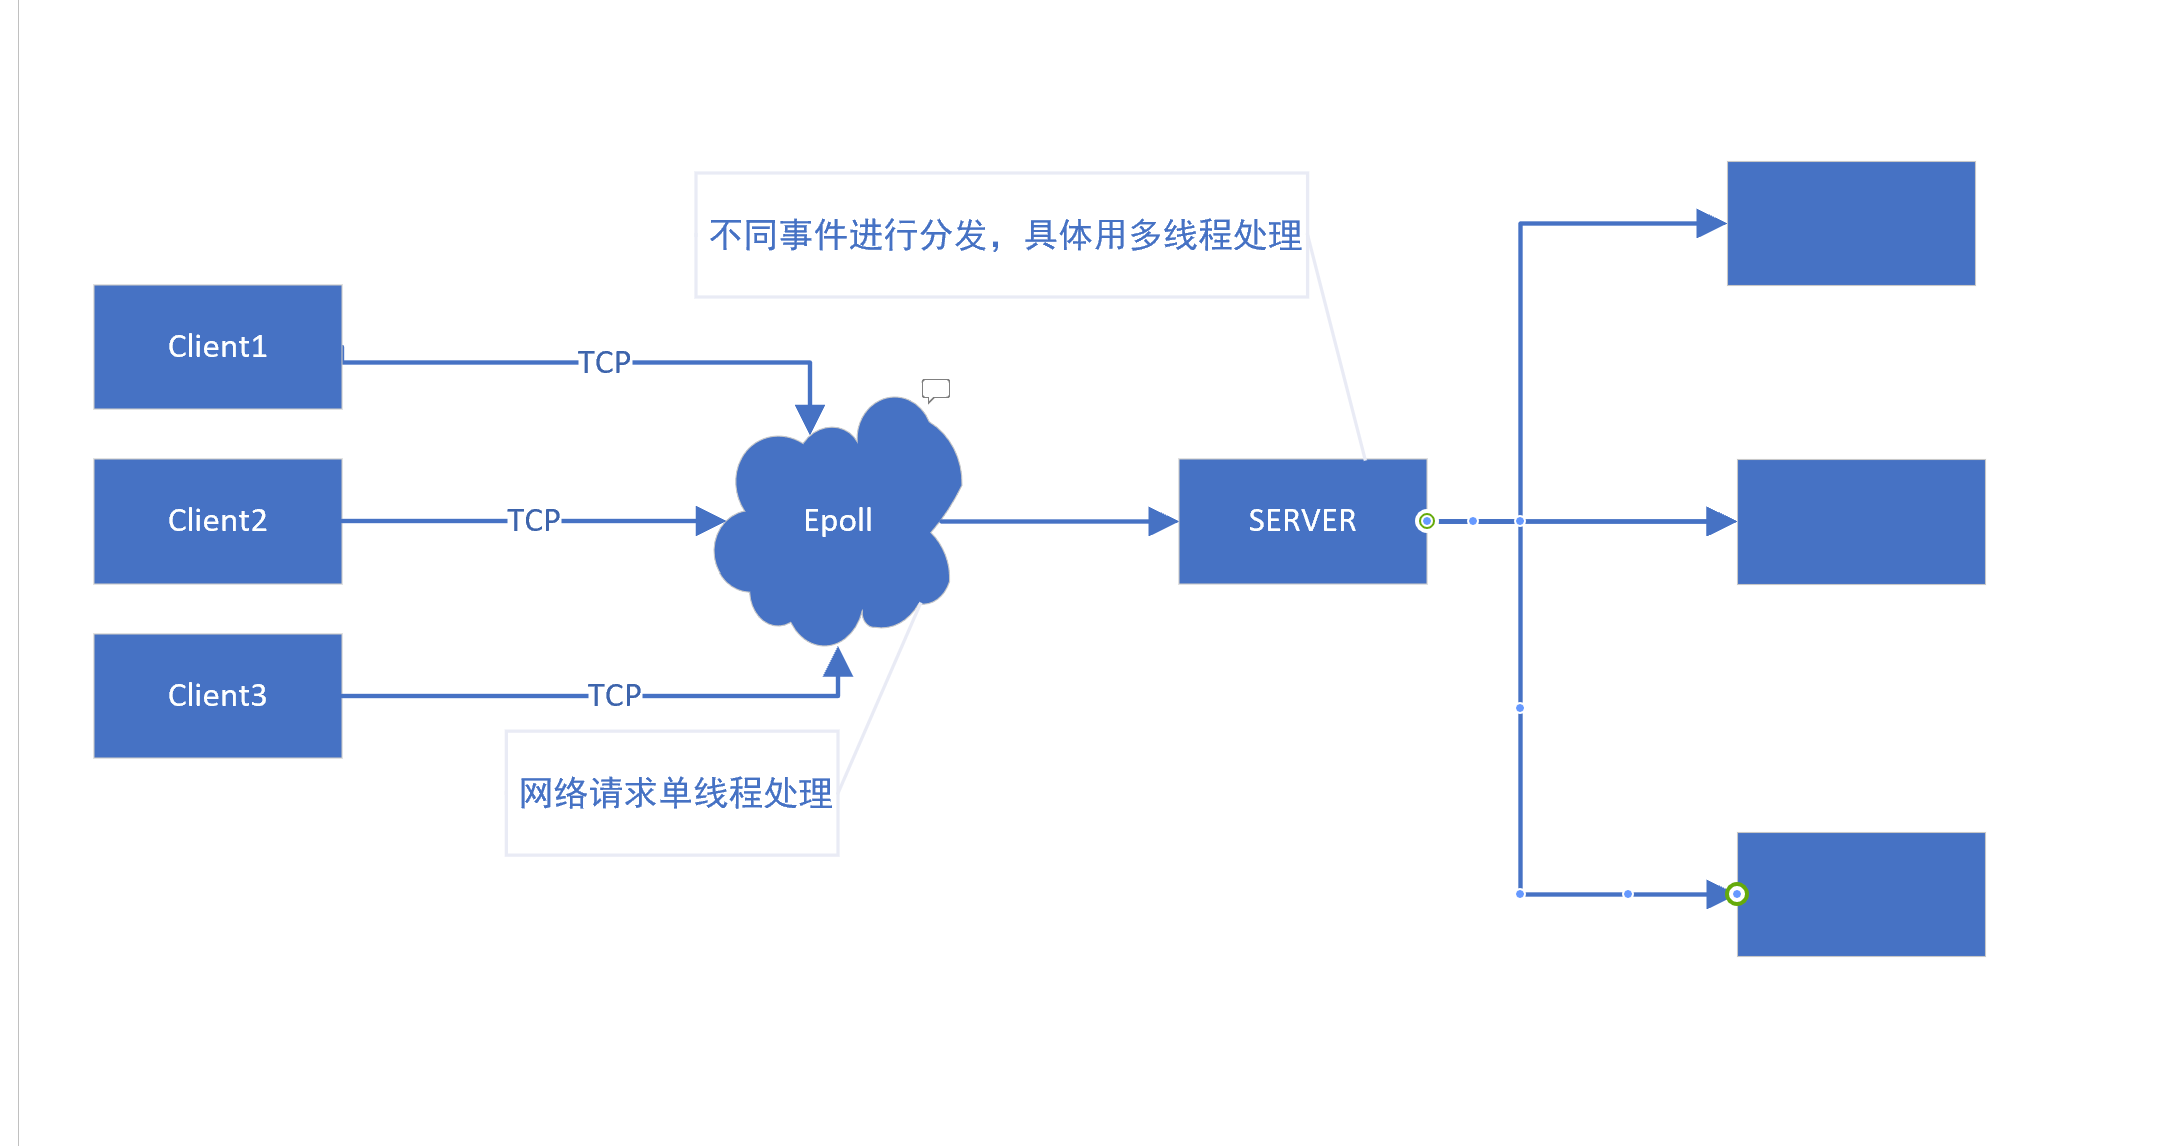 不同事件进行分发，具体用多线程处理
Client1
TCP
Client2
TCP
Epoll
SERVER
Client3
TCP
网络请求单线程处理